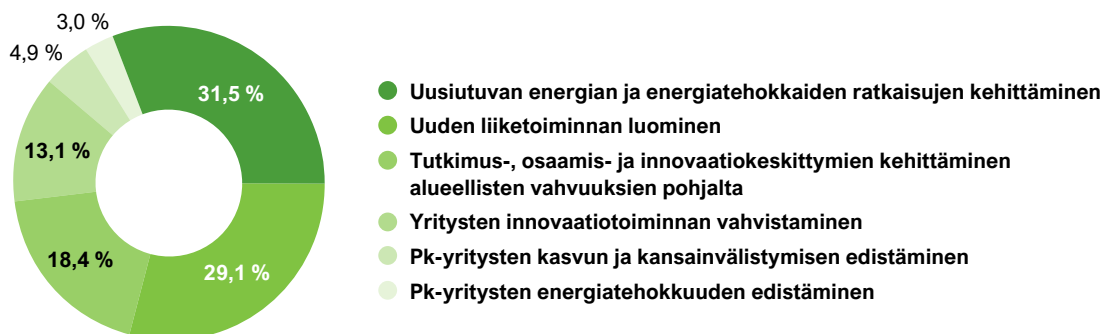 3,0 %
4,9 %
31,5 %
13,1 %
18,4 %
29,1 %
Uusiutuvan energian ja energiatehokkaiden ratkaisujen kehittäminen
Uuden liiketoiminnan luominen
Tutkimus-, osaamis- ja innovaatiokeskittymien kehittäminen
alueellisten vahvuuksien pohjalta
Yritysten innovaatiotoiminnan vahvistaminen
Pk-yritysten kasvun ja kansainvälistymisen edistäminen
Pk-yritysten energiatehokkuuden edistäminen